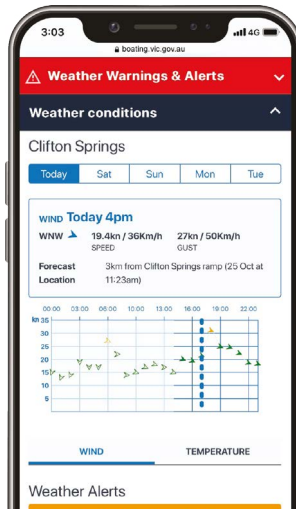 3:03
4G
boating.vic.gov.au
Weather Warnings & Alerts
Weather conditions
Clifton Springs
Today Sat Sun Mon Tue
WIND Today 4pm
WNW 19.4kn / 36Km/h 27kn / 50Km/h
SPEED GUST
Forecast 3km from Clifton Springs ramp (25 Oct at
Location 11:23am)
00:00 03:00 06:00 10:00 13:00 16:00 19:00 22:00
kn 35
30
25
20
15
10
5
WIND TEMPERATURE
Weather Alerts